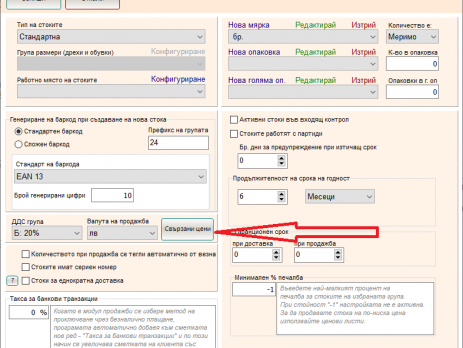 Тип на стоките
Стандартна
Група размери (дрехи и обувки) Конфигуриране
Работно място на стоките Конфигуриране
Нова мярка Редактирай Изтрий Количество е:
бр. Меримо
Нова опаковка Редактирай Изтрий К-во в опаковка
0
Нова голяма оп. Редактирай Изтрий Опаковки в г. оп
0
Генериране на баркод при създаване на нова стока
Стандартен баркод Префикс на групата
Сложен баркод 24
Стандарт на баркода
EAN 13
Брой генерирани цифри 10
ДДС група Валута на продажба
Б: 20% лв Свързани цени
Количеството при продажба се тегли автоматично от везна
Стоките имат сериен номер
? Стоки за еднократна доставка
Такса за банкови транзакции
0 % Когато в модул продажби се избере метод на
приключване чрез безналично плащане,
програмата автоматично добавя към сметката
нов ред - "Такса за банкови транзакции" и по този
начин се увеличава сметката на клиента със
Активни стоки във входящ контрол
Стоките работят с партиди
Бр. дни за предупреждение при изтичащ срок
0
Продължителност на срока на годност
6 Месеци
срок
при доставка при продажба
0 0
Минимален % печалба
-1 Въведете най-малкият процент на
печалба за стоките на избраната група.
При стойност "-1" настройката не е активна.
За да продавате стока на по-ниска цена
използвайте ценови листи.